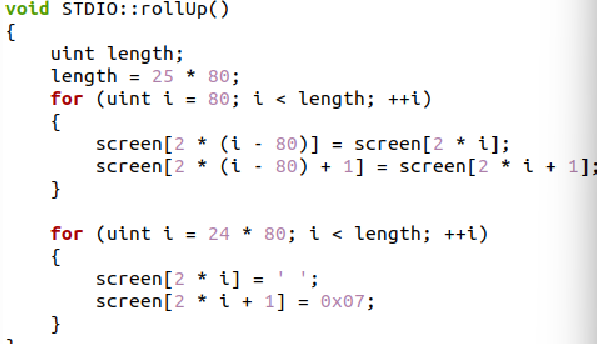 void STDIO::rollUp()
{
    uint length;
    length = 25 * 80;
    for (uint i = 80; i < length; ++i)
    {
        screen[2 * (i - 80)] = screen[2 * i];
        screen[2 * (i - 80) + 1] = screen[2 * i + 1];
    }

    for (uint i = 24 * 80; i < length; ++i)
    {
        screen[2 * i] = ' ';
        screen[2 * i + 1] = 0x07;
    }